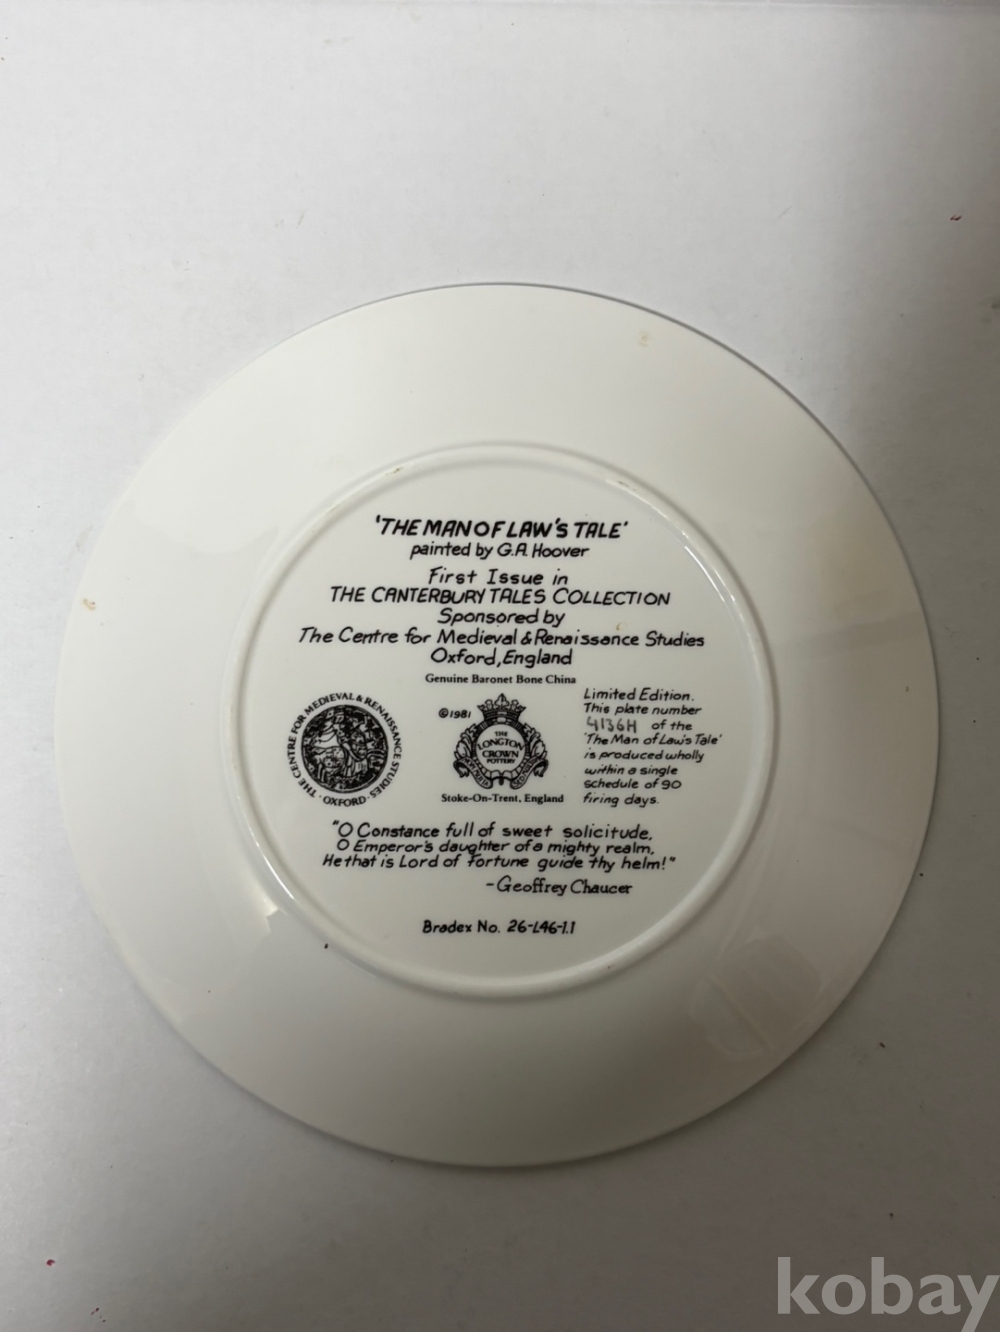 'THE MAN OF LAW'S TALE'
painted by G.A. Hoover
First Issue in
THE CANTERBURY TALES COLLECTION
Sponsored by
The Centre for Medieval & Renaissance Studies
Oxford, England
Genuine Baronet Bone China
THE CENTRE FOR MEDIEVAL & RENAISSANCE STUDIES · OXFORD ·
©1981
THE
LONGTON
CROWN
POTTERY
Stoke-On-Trent, England
Limited Edition.
This plate number
4136H of the
'The Man of Law's Tale'
is produced wholly
within a single
schedule of 90
firing days.
"O Constance full of sweet solicitude,
O Emperor's daughter of a mighty realm,
He that is Lord of Fortune guide thy helm!"
-Geoffrey Chaucer
Bradex No. 26-L46-1.1
kobay